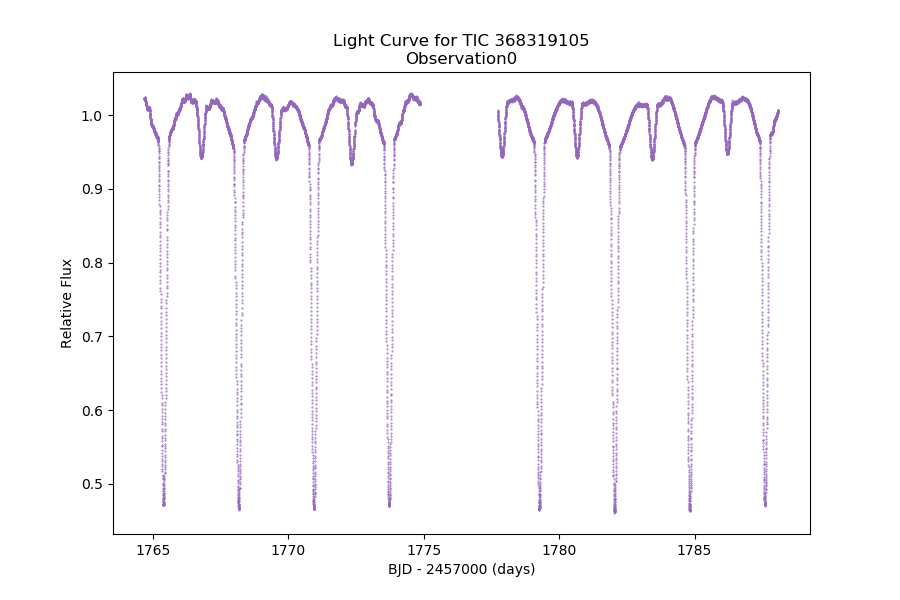 Light Curve for TIC 368319105
Observation0
1.0
0.9
0.8
0.7
0.6
0.5
Relative Flux
1765
1770
1775
1780
1785
BJD - 2457000 (days)